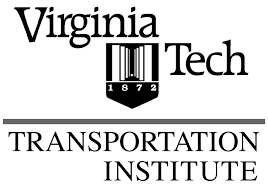 Virginia
Tech
1872
TRANSPORTATION
INSTITUTE